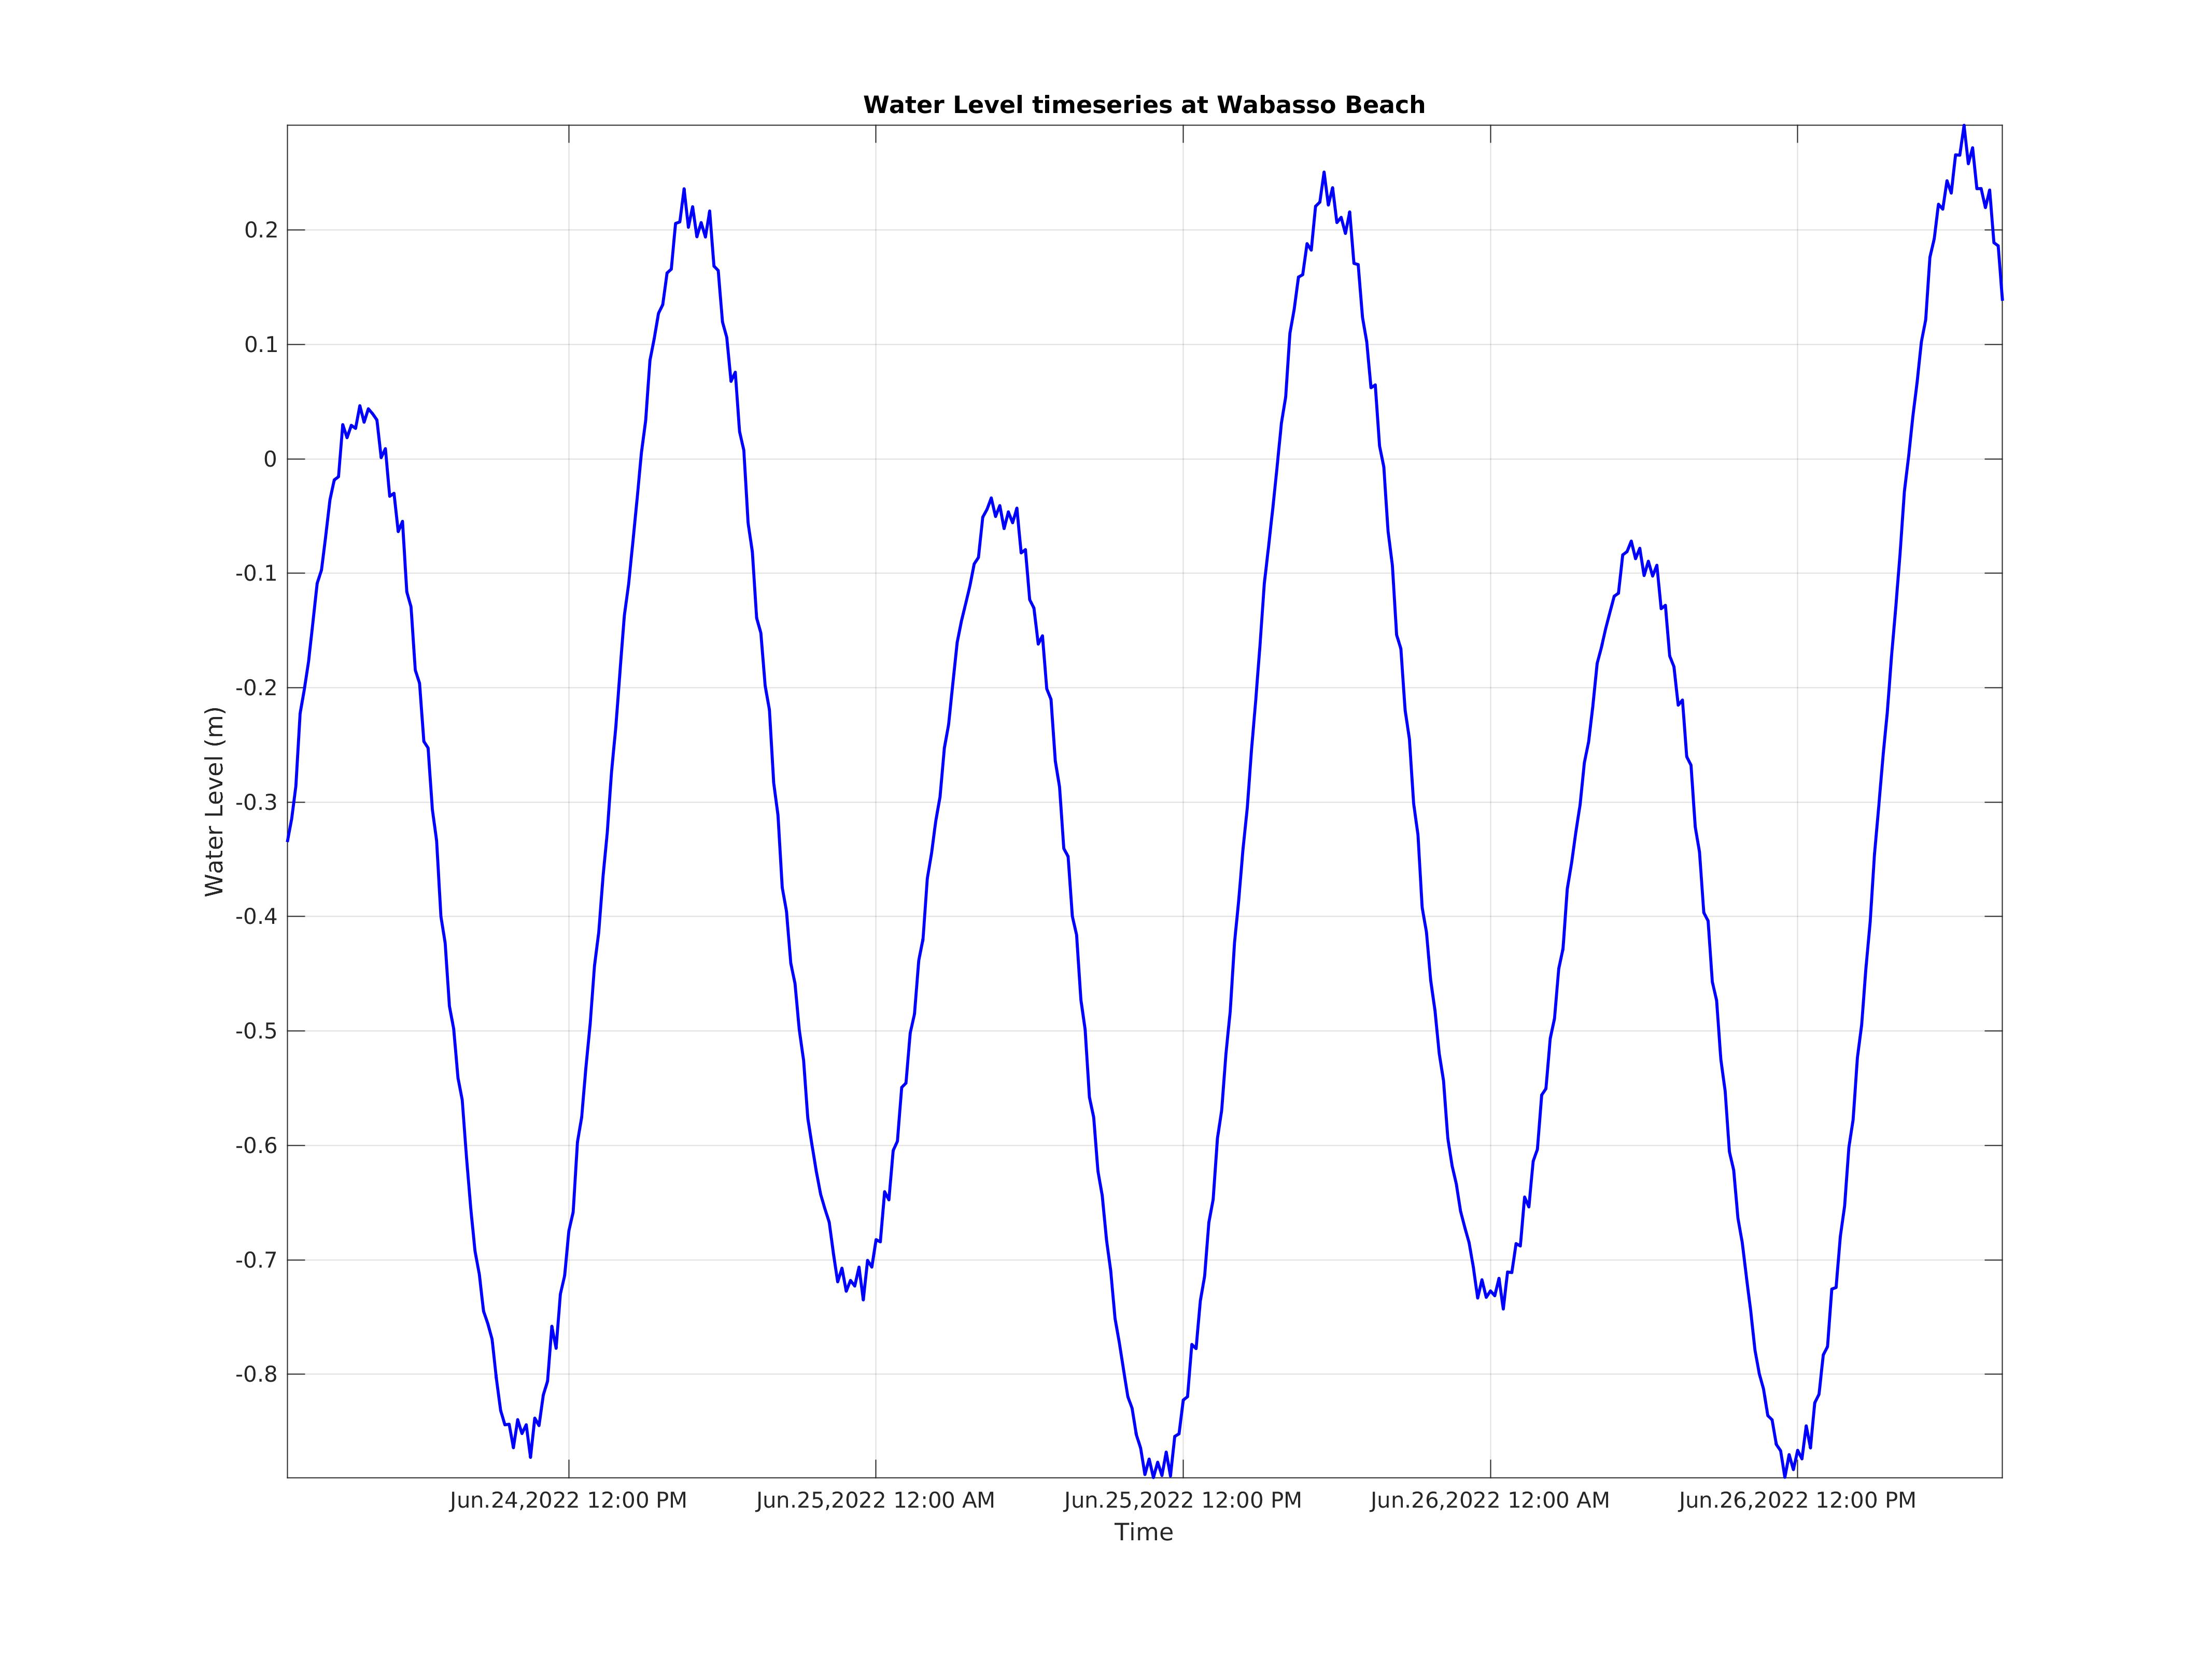 Water Level timeseries at Wabasso Beach
0.2
0.1
0
-0.1
-0.2
-0.3
-0.4
-0.5
-0.6
-0.7
-0.8
Water Level (m)
Jun.24,2022 12:00 PM
Jun.25,2022 12:00 AM
Jun.25,2022 12:00 PM
Jun.26,2022 12:00 AM
Jun.26,2022 12:00 PM
Time